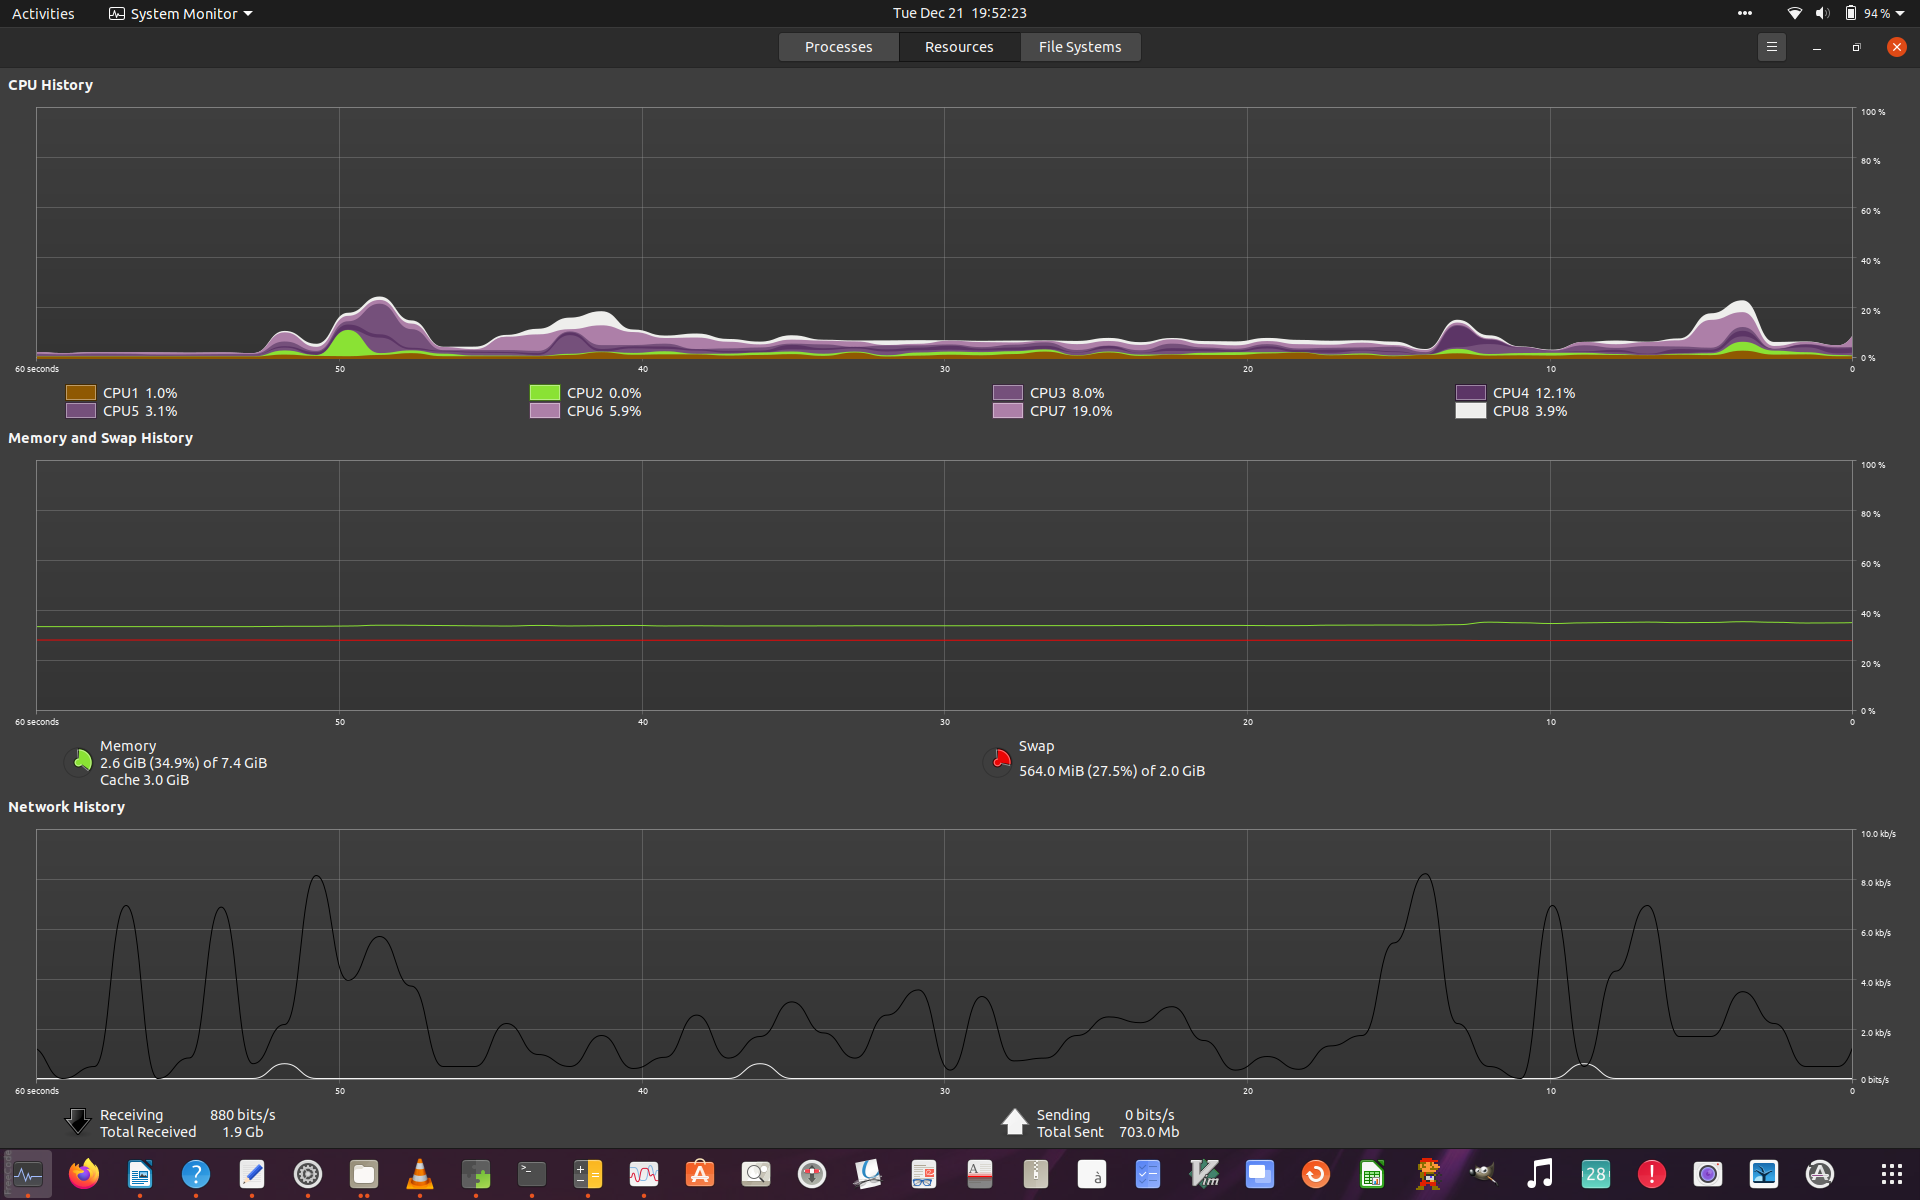 Activities System Monitor Tue Dec 21 19:52:23 94 %
Processes Resources File Systems
CPU History
100 %
80 %
60 %
40 %
20 %
0 %
60 seconds 50 40 30 20 10 0
CPU1 1.0% CPU2 0.0% CPU3 8.0% CPU4 12.1%
CPU5 3.1% CPU6 5.9% CPU7 19.0% CPU8 3.9%
Memory and Swap History
100 %
80 %
60 %
40 %
20 %
0 %
60 seconds 50 40 30 20 10 0
Memory
2.6 GiB (34.9%) of 7.4 GiB
Cache 3.0 GiB
Swap
564.0 MiB (27.5%) of 2.0 GiB
Network History
10.0 kb/s
8.0 kb/s
6.0 kb/s
4.0 kb/s
2.0 kb/s
0 bits/s
60 seconds 50 40 30 20 10 0
Receiving 880 bits/s
Total Received 1.9 Gb
Sending 0 bits/s
Total Sent 703.0 Mb
? >_ A à Vim 28 !